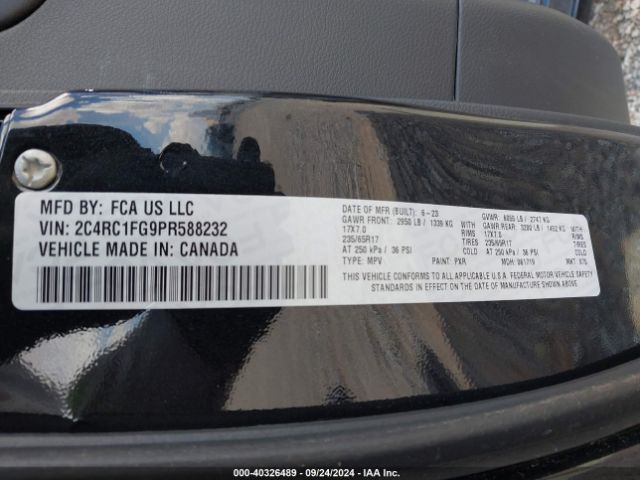 MFD BY: FCA US LLC
VIN: 2C4RC1FG9PR588232
VEHICLE MADE IN: CANADA
DATE OF MFR (BUILT): 6-23
GAWR FRONT: 2950 LB / 1339 KG WITH
17X7.0 RIMS
235/65R17 TIRES
AT 250 kPa / 36 PSI COLD
GVWR: 6055 LB / 2747 KG
GAWR REAR: 3200 LB / 1452 KG WITH
17X7.0 RIMS
235/65R17 TIRES
AT 250 kPa / 36 PSI COLD
THIS VEHICLE CONFORMS TO ALL APPLICABLE U.S.A. FEDERAL MOTOR VEHICLE SAFETY
STANDARDS IN EFFECT ON THE DATE OF MANUFACTURE SHOWN ABOVE
TYPE: MPV PAINT: PXR MDH: 061719
000-40326489 - 09/24/2024 - IAA, Inc.